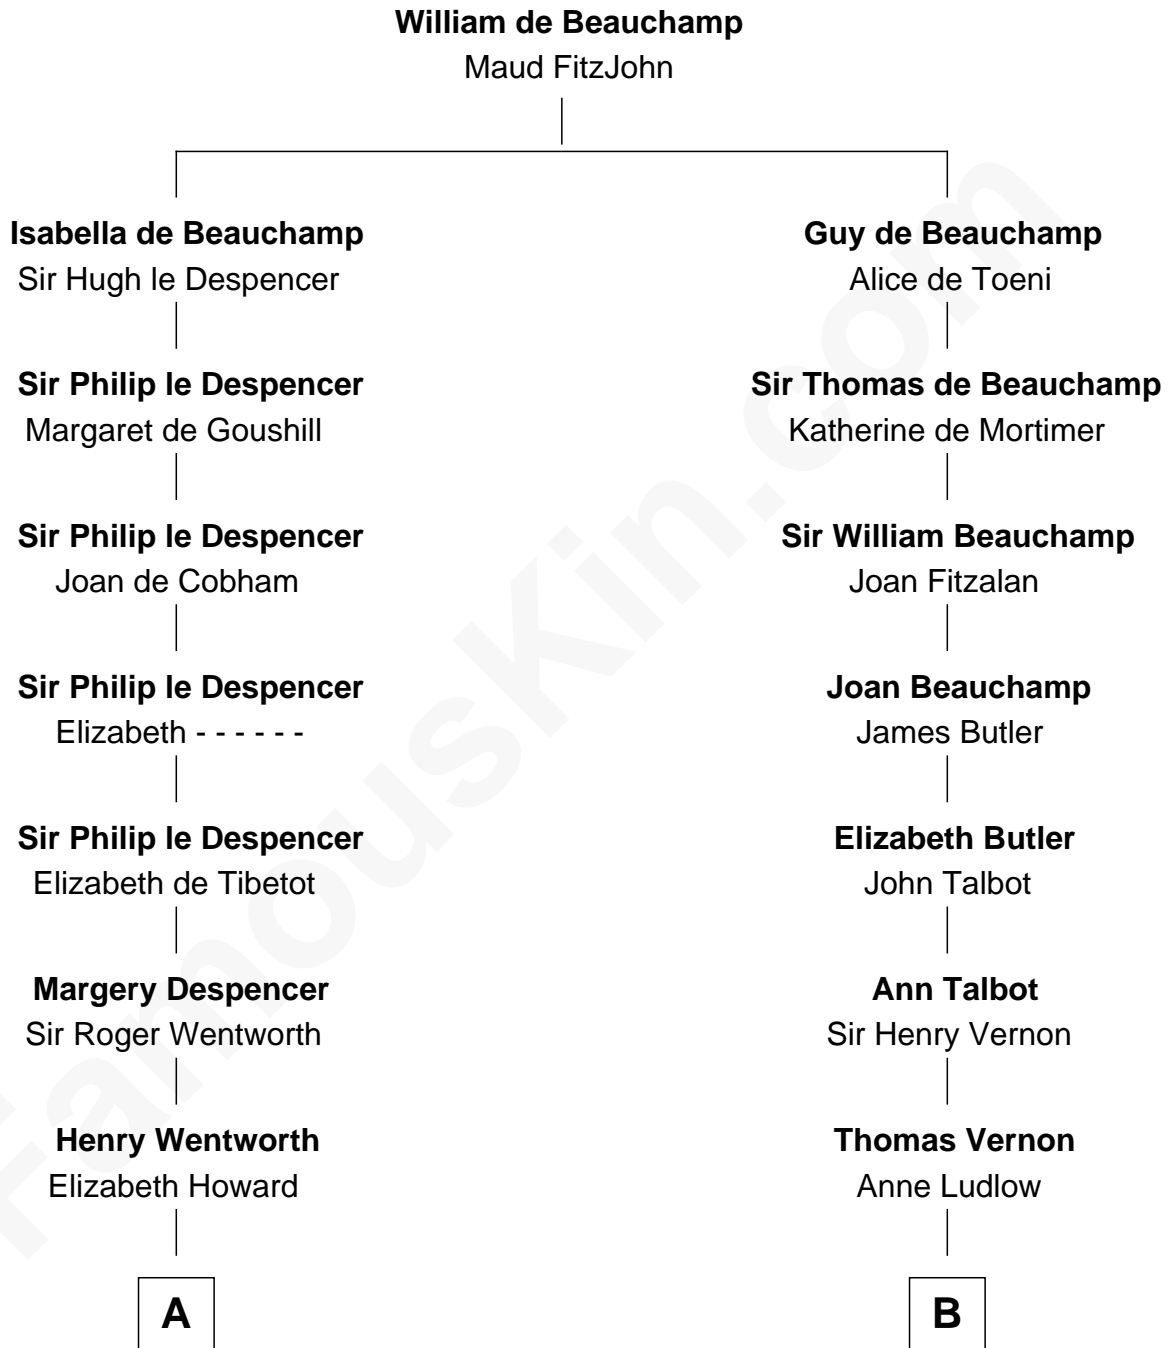 William de Beauchamp
Maud FitzJohn
Isabella de Beauchamp
Sir Hugh le Despencer
Guy de Beauchamp
Alice de Toeni
Sir Philip le Despencer
Margaret de Goushill
Sir Thomas de Beauchamp
Katherine de Mortimer
Sir Philip le Despencer
Joan de Cobham
Sir William Beauchamp
Joan Fitzalan
Sir Philip le Despencer
Elizabeth - - - - - -
Joan Beauchamp
James Butler
Sir Philip le Despencer
Elizabeth de Tibetot
Elizabeth Butler
John Talbot
Margery Despencer
Sir Roger Wentworth
Ann Talbot
Sir Henry Vernon
Henry Wentworth
Elizabeth Howard
Thomas Vernon
Anne Ludlow
A
B
FamousKin.com